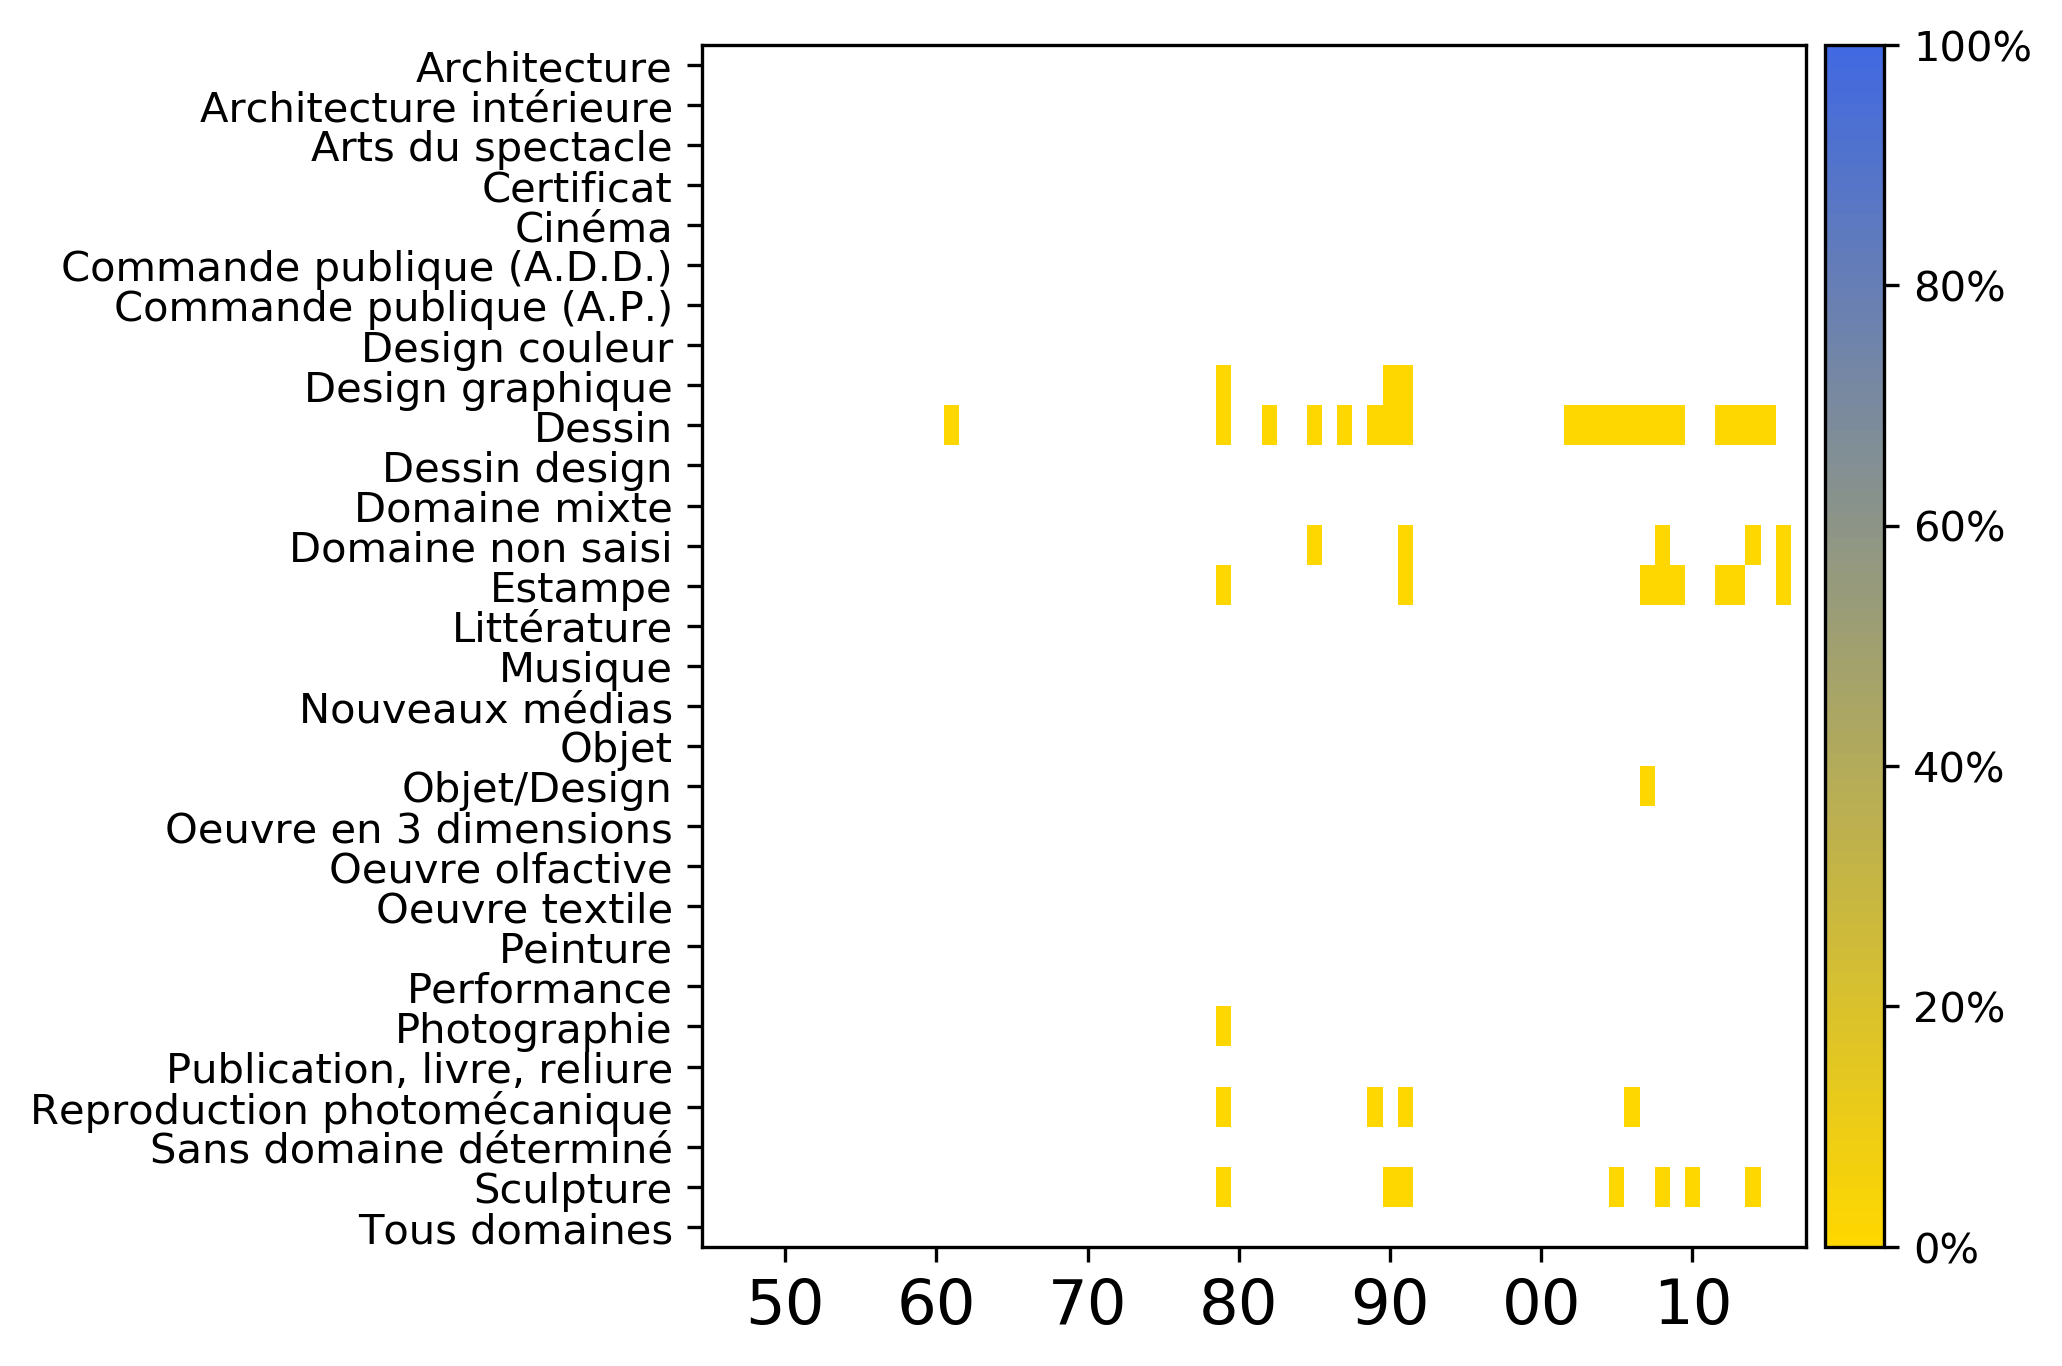 Architecture
Architecture intérieure
Arts du spectacle
Certificat
Cinéma
Commande publique (A.D.D.)
Commande publique (A.P.)
Design couleur
Design graphique
Dessin
Dessin design
Domaine mixte
Domaine non saisi
Estampe
Littérature
Musique
Nouveaux médias
Objet
Objet/Design
Oeuvre en 3 dimensions
Oeuvre olfactive
Oeuvre textile
Peinture
Performance
Photographie
Publication, livre, reliure
Reproduction photomécanique
Sans domaine déterminé
Sculpture
Tous domaines
50 60 70 80 90 00 10
100%
80%
60%
40%
20%
0%